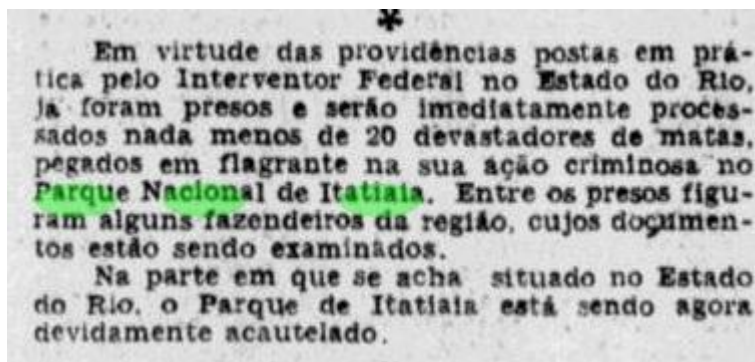 *
Em virtude das providências postas em prá-
tica pelo Interventor Federal no Estado do Rio,
já foram presos e serão imediatamente proces-
sados nada menos de 20 devastadores de matas,
pegados em flagrante na sua ação criminosa no
Parque Nacional de Itatiaia. Entre os presos figu-
ram alguns fazendeiros da região, cujos documen-
tos estão sendo examinados.
Na parte em que se acha situado no Estado
do Rio, o Parque de Itatiaia está sendo agora
devidamente acautelado.